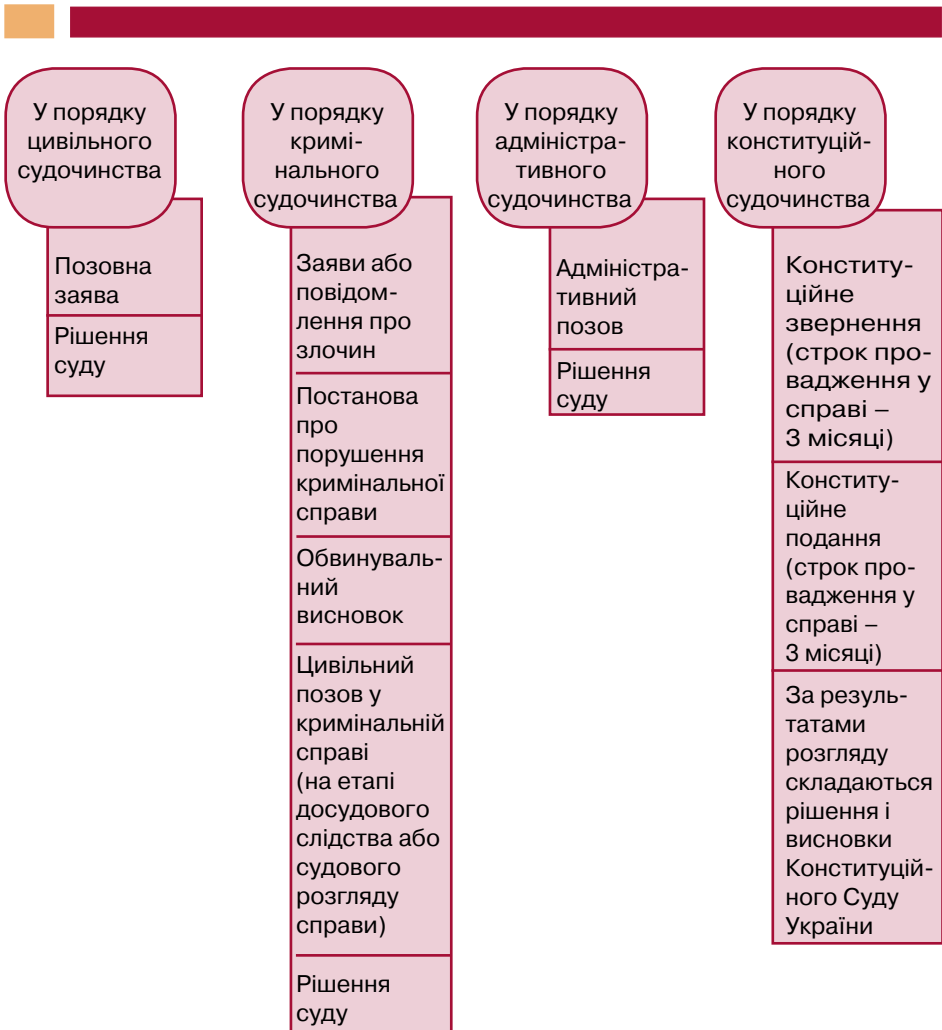 У порядку
цивільного
судочинства
Позовна
заява
Рішення
суду
У порядку
кримі-
нального
судочинства
Заяви або
повідом-
лення про
злочин
Постанова
про
порушення
кримінальної
справи
Обвинуваль-
ний
висновок
Цивільний
позов у
кримінальній
справі
(на етапі
досудового
слідства або
судового
розгляду
справи)
Рішення
суду
У порядку
адміністра-
тивного
судочинства
Адміністра-
тивний
позов
Рішення
суду
У порядку
конституцій-
ного
судочинства
Конститу-
ційне
звернення
(строк про-
вадження у
справі –
3 місяці)
Конститу-
ційне
подання
(строк про-
вадження у
справі –
3 місяці)
За резуль-
татами
розгляду
складаються
рішення і
висновки
Конституцій-
ного Суду
України